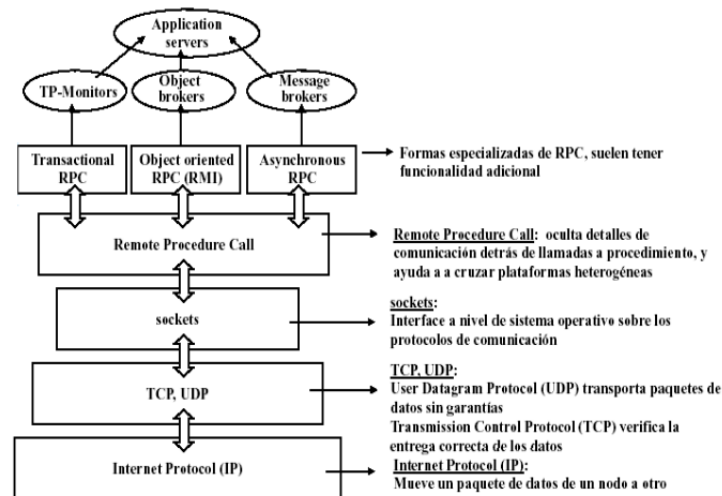 Application
servers
TP-Monitors
Object
brokers
Message
brokers
Transactional
RPC
Object oriented
RPC (RMI)
Asynchronous
RPC
Formas especializadas de RPC, suelen tener
funcionalidad adicional
Remote Procedure Call
Remote Procedure Call: oculta detalles de
comunicación detrás de llamadas a procedimiento, y
ayuda a a cruzar plataformas heterogéneas
sockets
sockets:
Interface a nivel de sistema operativo sobre los
protocolos de comunicación
TCP, UDP
TCP, UDP:
User Datagram Protocol (UDP) transporta paquetes de
datos sin garantías
Transmission Control Protocol (TCP) verifica la
entrega correcta de los datos
Internet Protocol (IP)
Internet Protocol (IP):
Mueve un paquete de datos de un nodo a otro